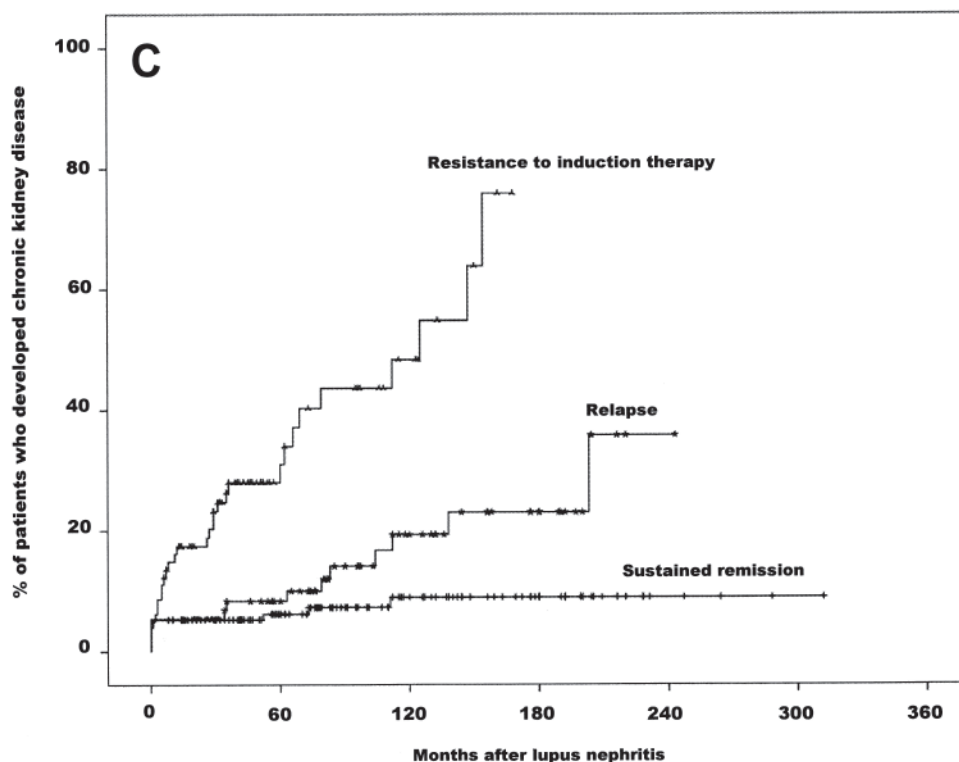 C
100
80
60
40
20
0
% of patients who developed chronic kidney disease
Resistance to induction therapy
Relapse
Sustained remission
0 60 120 180 240 300 360
Months after lupus nephritis